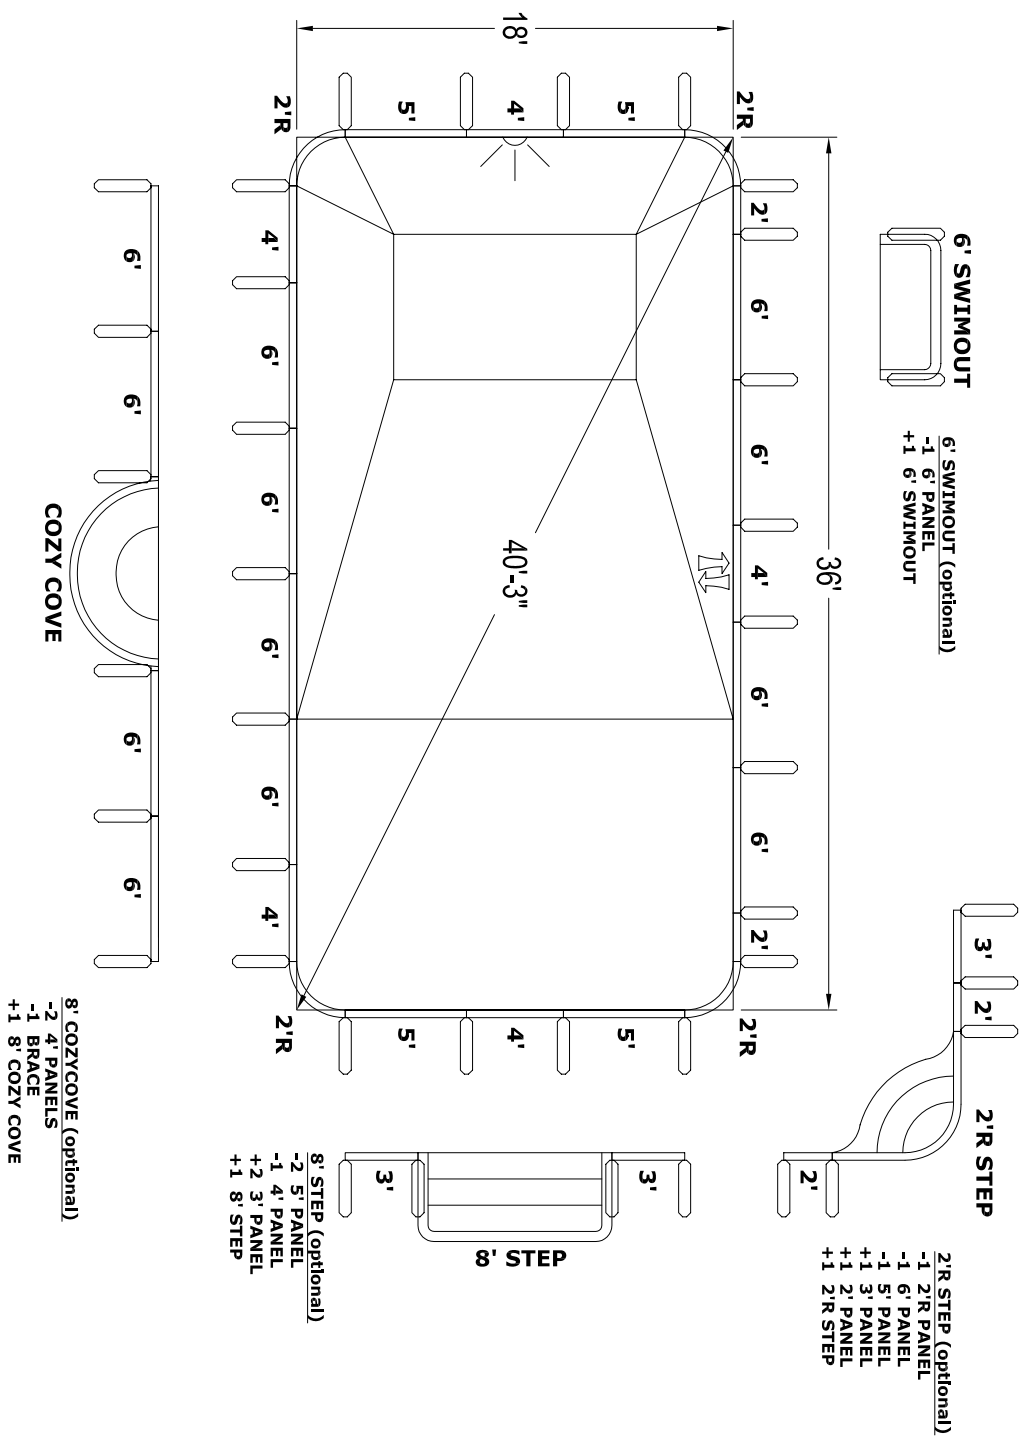 6' SWIMOUT
6' SWIMOUT (optional)
-1 6' PANEL
+1 6' SWIMOUT
2'R STEP
3'
2'
2'
2'R STEP (optional)
-1 2'R PANEL
-1 6' PANEL
-1 5' PANEL
+1 3' PANEL
+1 2' PANEL
+1 2'R STEP
36'
2'R
2'
6'
6'
4'
6'
6'
2'
2'R
18'
5'
4'
5'
40'-3"
5'
4'
5'
2'R
4'
6'
6'
6'
6'
4'
2'R
3'
3'
8' STEP
8' STEP (optional)
-2 5' PANEL
-1 4' PANEL
+2 3' PANEL
+1 8' STEP
6'
6'
6'
6'
COZY COVE
8' COZYCOVE (optional)
-2 4' PANELS
-1 BRACE
+1 8' COZY COVE